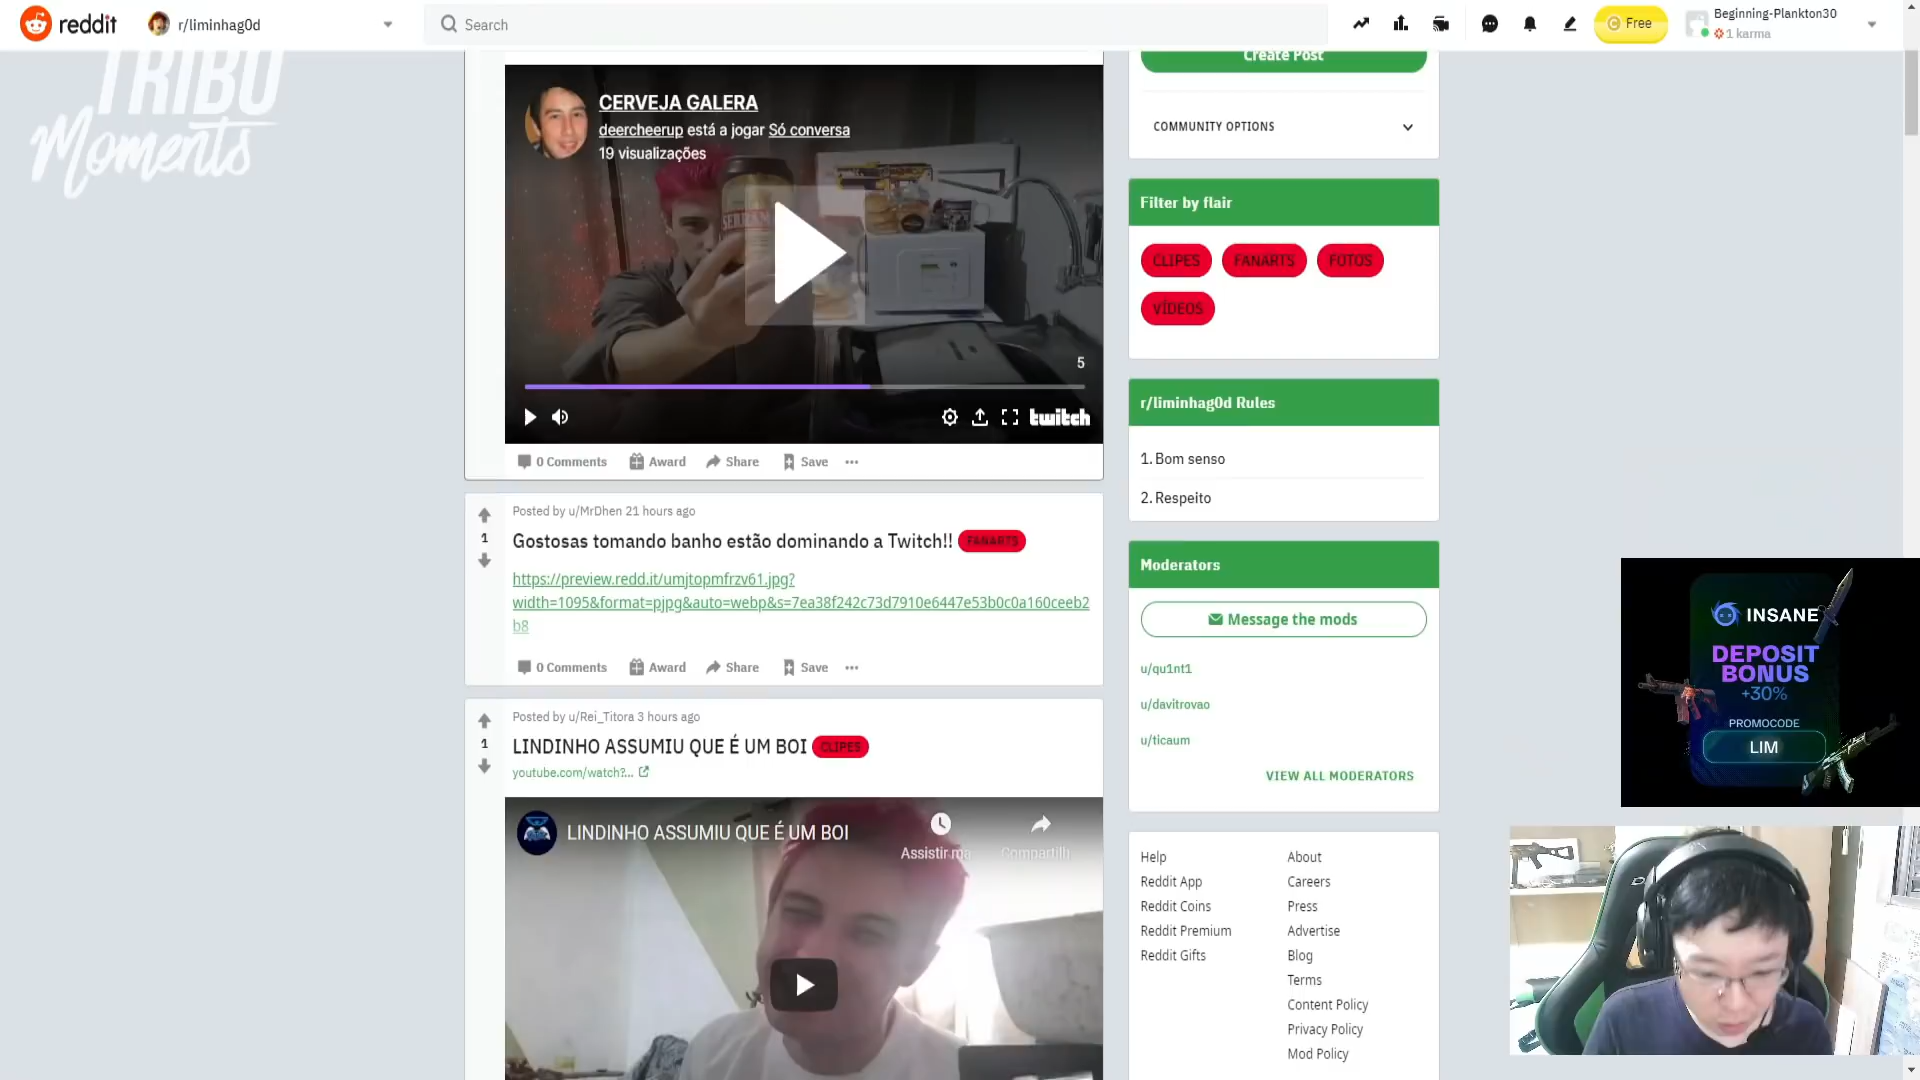 reddit
r/liminhag0d
Search
Free
Beginning-Plankton30
1 karma
TRIBO
Moments
CERVEJA GALERA
deercheerup está a jogar Só conversa
19 visualizações
5
twitch
0 Comments
Award
Share
Save
1
Posted by u/MrDhen 21 hours ago
Gostosas tomando banho estão dominando a Twitch!! FANARTS
https://preview.redd.it/umjtopmfrzv61.jpg?
width=1095&format=pjpg&auto=webp&s=7ea38f242c73d7910e6447e53b0c0a160ceeb2
b8
0 Comments
Award
Share
Save
1
Posted by u/Rei_Titora 3 hours ago
LINDINHO ASSUMIU QUE É UM BOI CLIPES
youtube.com/watch?...
LINDINHO ASSUMIU QUE É UM BOI
Assistir ma
Compartilh
Create Post
COMMUNITY OPTIONS
Filter by flair
CLIPES
FANARTS
FOTOS
VÍDEOS
r/liminhag0d Rules
1. Bom senso
2. Respeito
Moderators
Message the mods
u/qu1nt1
u/davitrovao
u/ticaum
VIEW ALL MODERATORS
Help
Reddit App
Reddit Coins
Reddit Premium
Reddit Gifts
About
Careers
Press
Advertise
Blog
Terms
Content Policy
Privacy Policy
Mod Policy
INSANE
DEPOSIT
BONUS
+30%
PROMOCODE
LIM